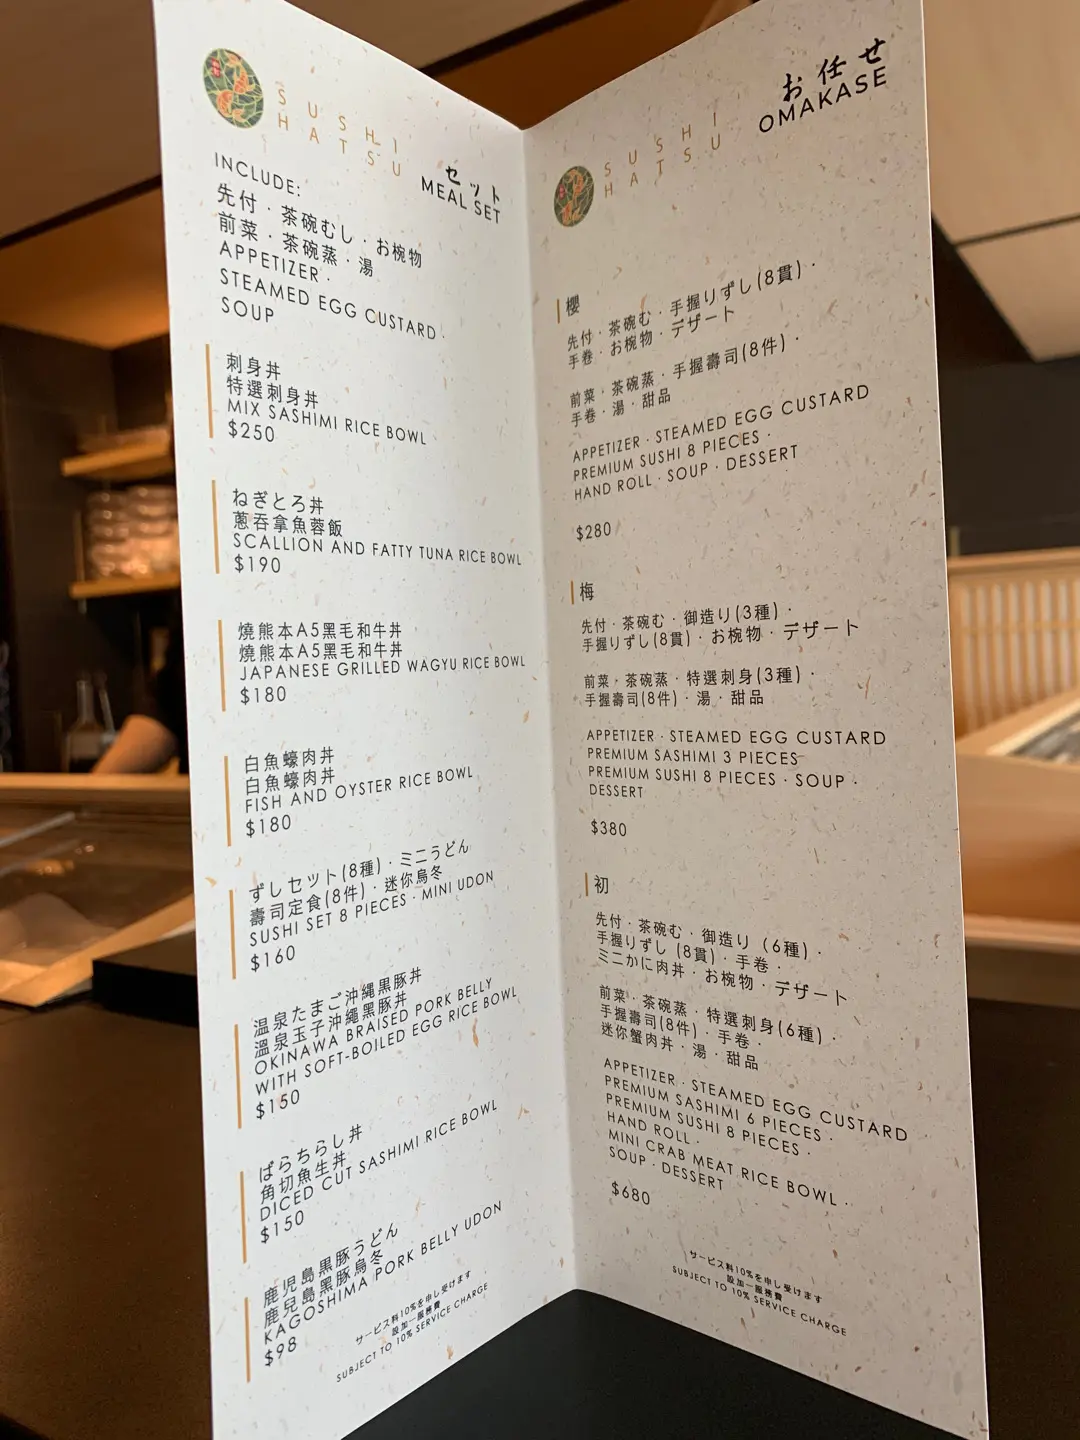 SUSHI
HATSU
セット
MEAL SET
INCLUDE:
先付・茶碗むし・お椀物
前菜・茶碗蒸・湯
APPETIZER ·
STEAMED EGG CUSTARD ·
SOUP
刺身丼
特選刺身丼
MIX SASHIMI RICE BOWL
$250
ねぎとろ丼
蔥吞拿魚蓉飯
SCALLION AND FATTY TUNA RICE BOWL
$190
燒熊本A5黑毛和牛丼
燒熊本A5黑毛和牛丼
JAPANESE GRILLED WAGYU RICE BOWL
$180
白魚蠔肉丼
白魚蠔肉丼
FISH AND OYSTER RICE BOWL
$180
ずしセット(8種)・ミニうどん
壽司定食(8件)・迷你烏冬
SUSHI SET 8 PIECES · MINI UDON
$160
温泉たまご沖縄黒豚丼
溫泉玉子沖繩黑豚丼
OKINAWA BRAISED PORK BELLY
WITH SOFT-BOILED EGG RICE BOWL
$150
ばらちらし丼
角切魚生丼
DICED CUT SASHIMI RICE BOWL
$150
鹿児島黒豚うどん
鹿兒島黑豚烏冬
KAGOSHIMA PORK BELLY UDON
$98
サービス料10%を申し受けます
設加一服務費
SUBJECT TO 10% SERVICE CHARGE
お任せ
OMAKASE
SUSHI
HATSU
櫻
先付・茶碗む・手握りずし(8貫)・
手巻・お椀物・デザート
前菜・茶碗蒸・手握壽司(8件)・
手卷・湯・甜品
APPETIZER · STEAMED EGG CUSTARD
PREMIUM SUSHI 8 PIECES ·
HAND ROLL · SOUP · DESSERT
$280
梅
先付・茶碗む・御造り(3種)・
手握りずし(8貫)・お椀物・デザート
前菜・茶碗蒸・特選刺身(3種)・
手握壽司(8件)・湯・甜品
APPETIZER · STEAMED EGG CUSTARD
PREMIUM SASHIMI 3 PIECES
PREMIUM SUSHI 8 PIECES · SOUP ·
DESSERT
$380
初
先付・茶碗む・御造り (6種)・
手握りずし (8貫)・手巻・
ミニかに肉丼・お椀物・デザート
前菜・茶碗蒸・特選刺身(6種)・
手握壽司(8件)・手卷・
迷你蟹肉丼・湯・甜品
APPETIZER · STEAMED EGG CUSTARD
PREMIUM SASHIMI 6 PIECES ·
PREMIUM SUSHI 8 PIECES ·
HAND ROLL ·
MINI CRAB MEAT RICE BOWL ·
SOUP · DESSERT
$680
サービス料10%を申し受けます
設加一服務費
SUBJECT TO 10% SERVICE CHARGE